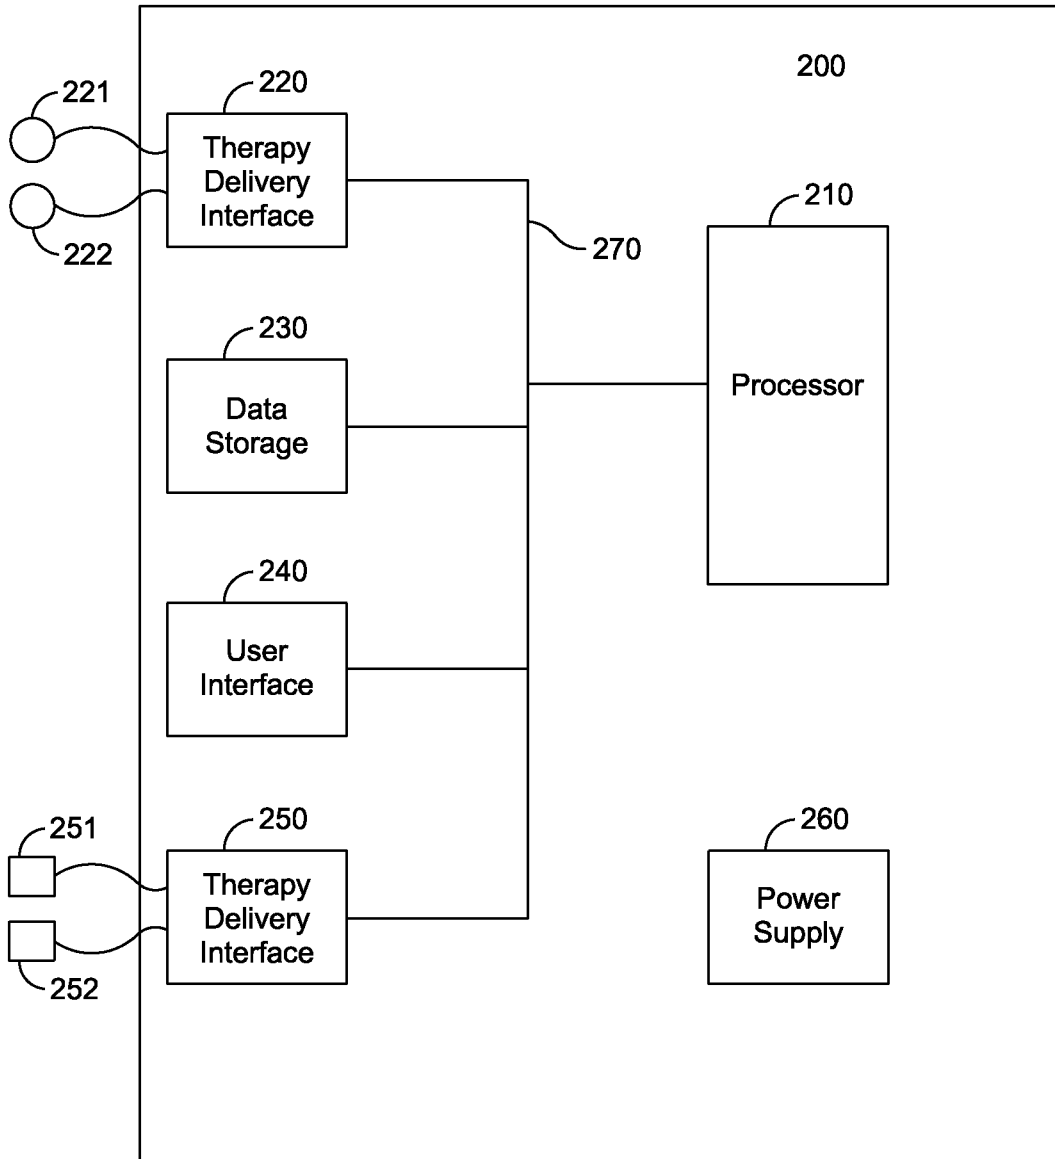 200
221
220
Therapy
Delivery
Interface
222
270
210
Processor
230
Data
Storage
240
User
Interface
251
250
Therapy
Delivery
Interface
252
260
Power
Supply